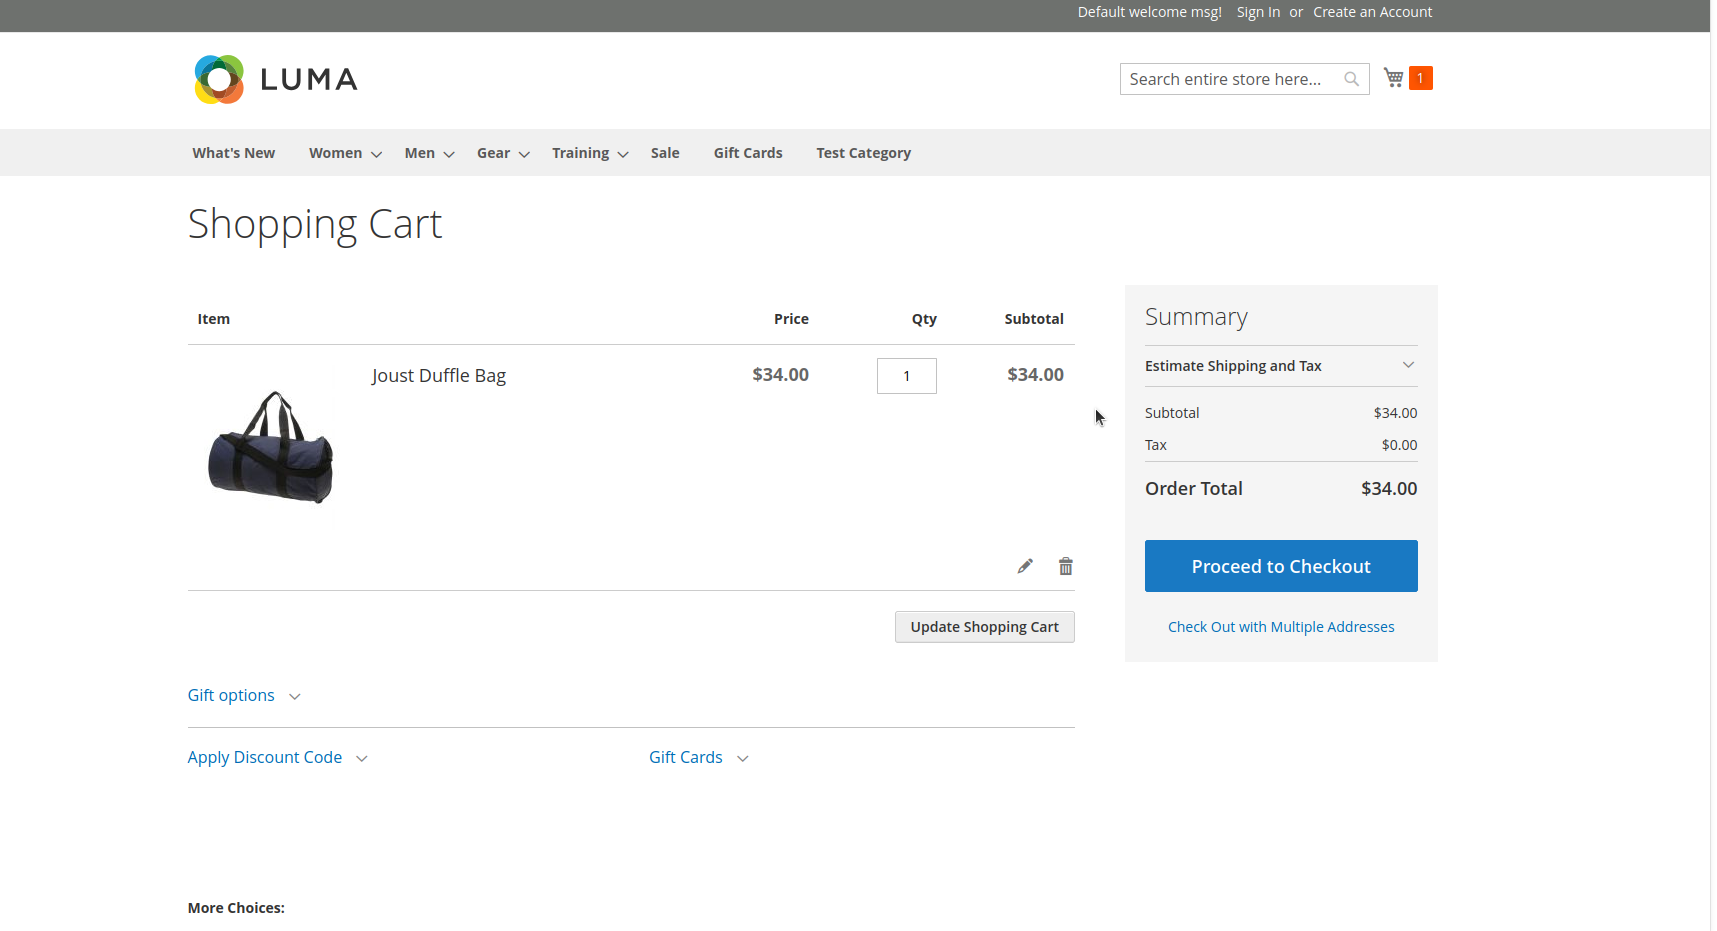 Default welcome msg! Sign In or Create an Account
LUMA
Search entire store here...
1
What's New Women Men Gear Training Sale Gift Cards Test Category
Shopping Cart
Item Price Qty Subtotal
Joust Duffle Bag $34.00 1 $34.00
Update Shopping Cart
Gift options
Apply Discount Code Gift Cards
Summary
Estimate Shipping and Tax
Subtotal $34.00
Tax $0.00
Order Total $34.00
Proceed to Checkout
Check Out with Multiple Addresses
More Choices: